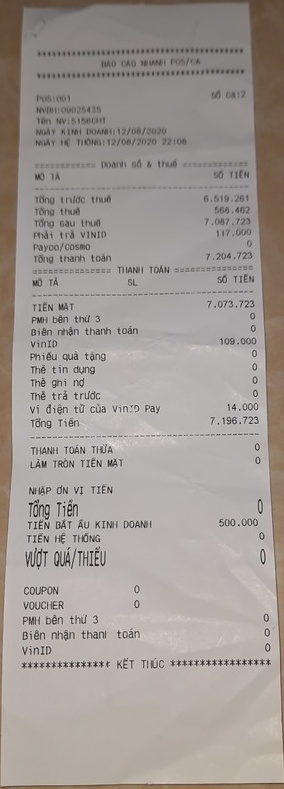 ********************************
BÁO CÁO NHANH POS/CA
********************************
POS:001 SỐ CA:2
NVBH:09025435
Tên NV:5156CHT
NGÀY KINH DOANH:12/08/2020
NGÀY HỆ THỐNG:12/08/2020 22:06
============ Doanh số & thuế =============
MÔ TẢ SỐ TIỀN
Tổng trước thuế 6.519.261
Tổng thuế 568.462
Tổng sau thuế 7.087.723
Phải trả VINID 117.000
Payoo/Cosmo 0
Tổng thanh toán 7.204.723
=============== THANH TOÁN ===============
MÔ TẢ SL SỐ TIỀN
TIỀN MẶT 7.073.723
PMH bên thứ 3 0
Biên nhận thanh toán 0
VinID 109.000
Phiếu quà tặng 0
Thẻ tín dụng 0
Thẻ ghi nợ 0
Thẻ trả trước 0
Ví điện tử của VinID Pay 14.000
Tổng Tiền 7.196.723
THANH TOÁN THỪA 0
LÀM TRÒN TIỀN MẶT 0
NHẬP ƠN VỊ TIỀN
Tổng Tiền 0
TIỀN BẮT ẦU KINH DOANH 500.000
TIỀN HỆ THỐNG 0
VƯỢT QUÁ/THIẾU 0
COUPON 0
VOUCHER 0
PMH bên thứ 3 0
Biên nhận thanh toán 0
VinID 0
*************** KẾT THÚC *****************